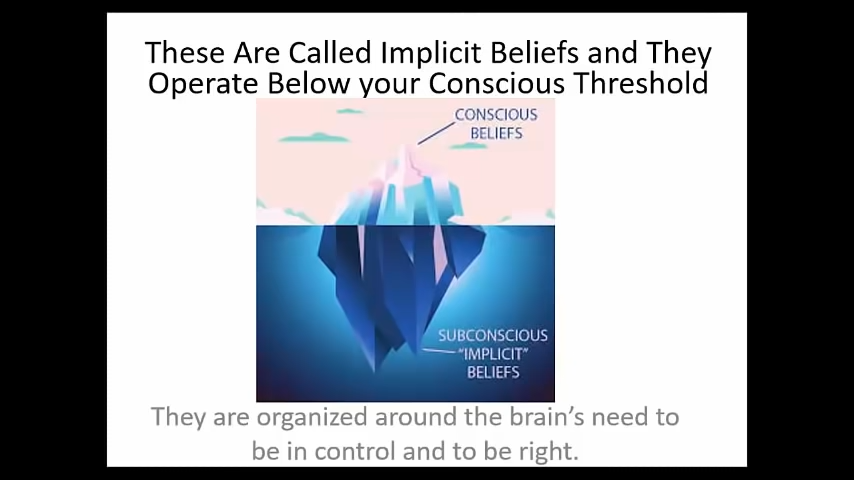 These Are Called Implicit Beliefs and They
Operate Below your Conscious Threshold
CONSCIOUS
BELIEFS
SUBCONSCIOUS
"IMPLICIT"
BELIEFS
They are organized around the brain's need to
be in control and to be right.